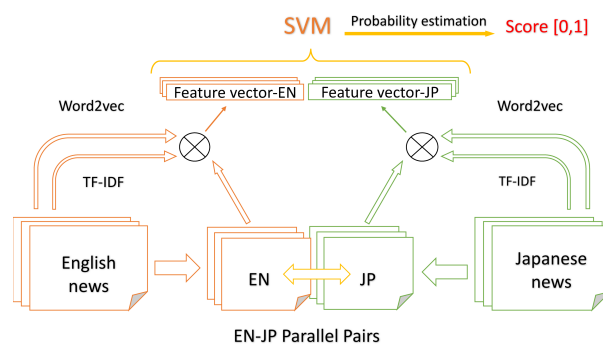 SVM
Probability estimation
Score [0,1]
Feature vector-EN
Feature vector-JP
Word2vec
Word2vec
TF-IDF
TF-IDF
English
news
EN
JP
Japanese
news
EN-JP Parallel Pairs